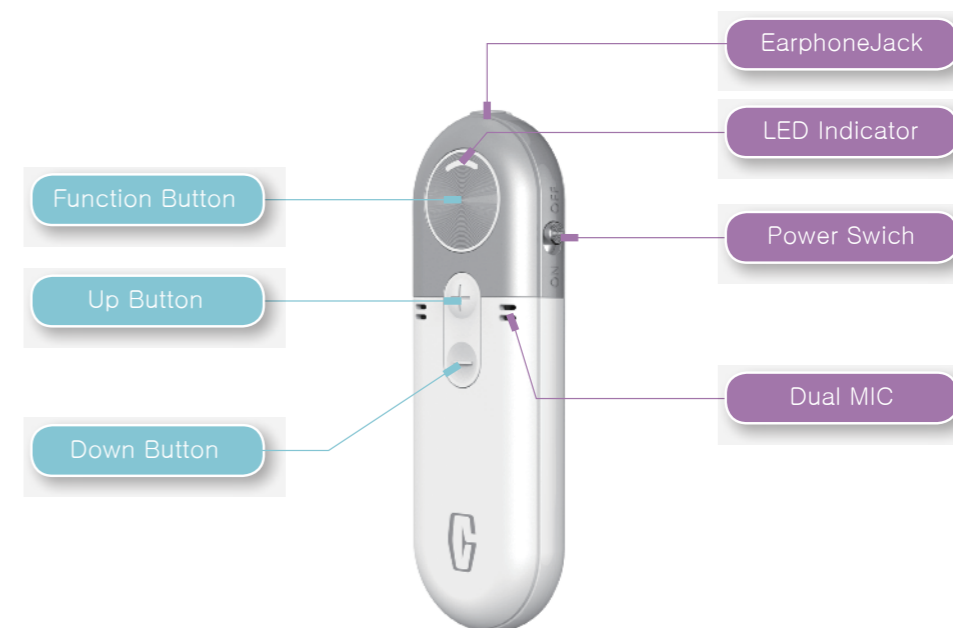 EarphoneJack
LED Indicator
Function Button
OFF
Power Swich
ON
Up Button
Dual MIC
Down Button